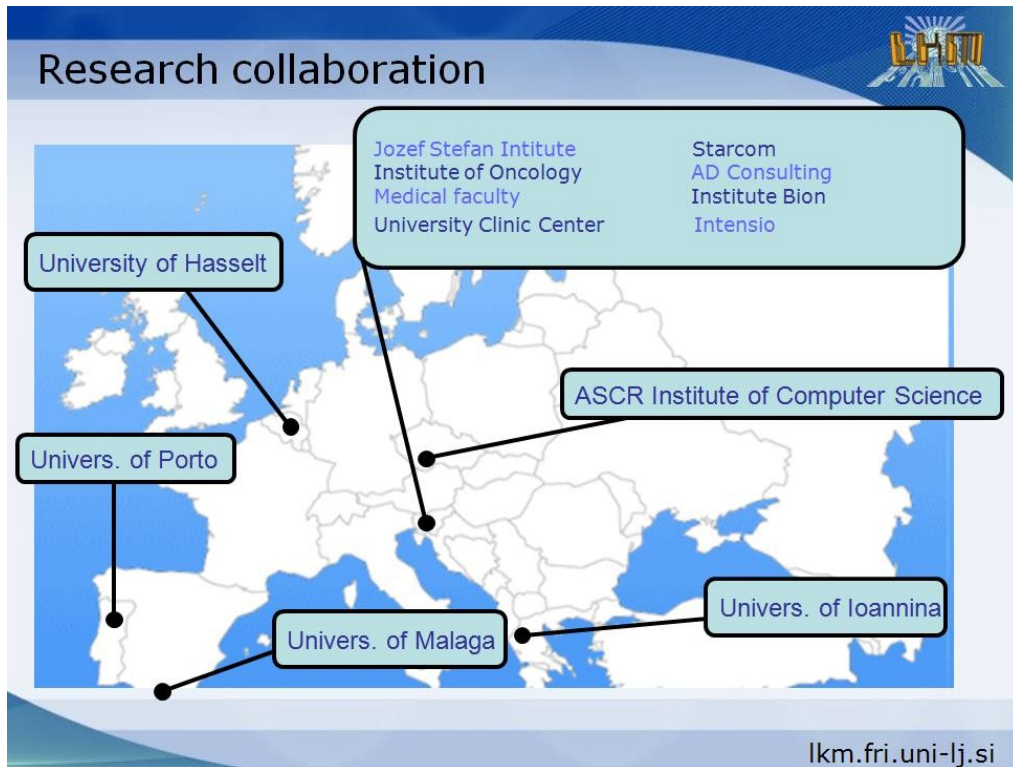 Research collaboration
LKM
Jozef Stefan Intitute
Institute of Oncology
Medical faculty
University Clinic Center
Starcom
AD Consulting
Institute Bion
Intensio
University of Hasselt
ASCR Institute of Computer Science
Univers. of Porto
Univers. of Ioannina
Univers. of Malaga
lkm.fri.uni-lj.si